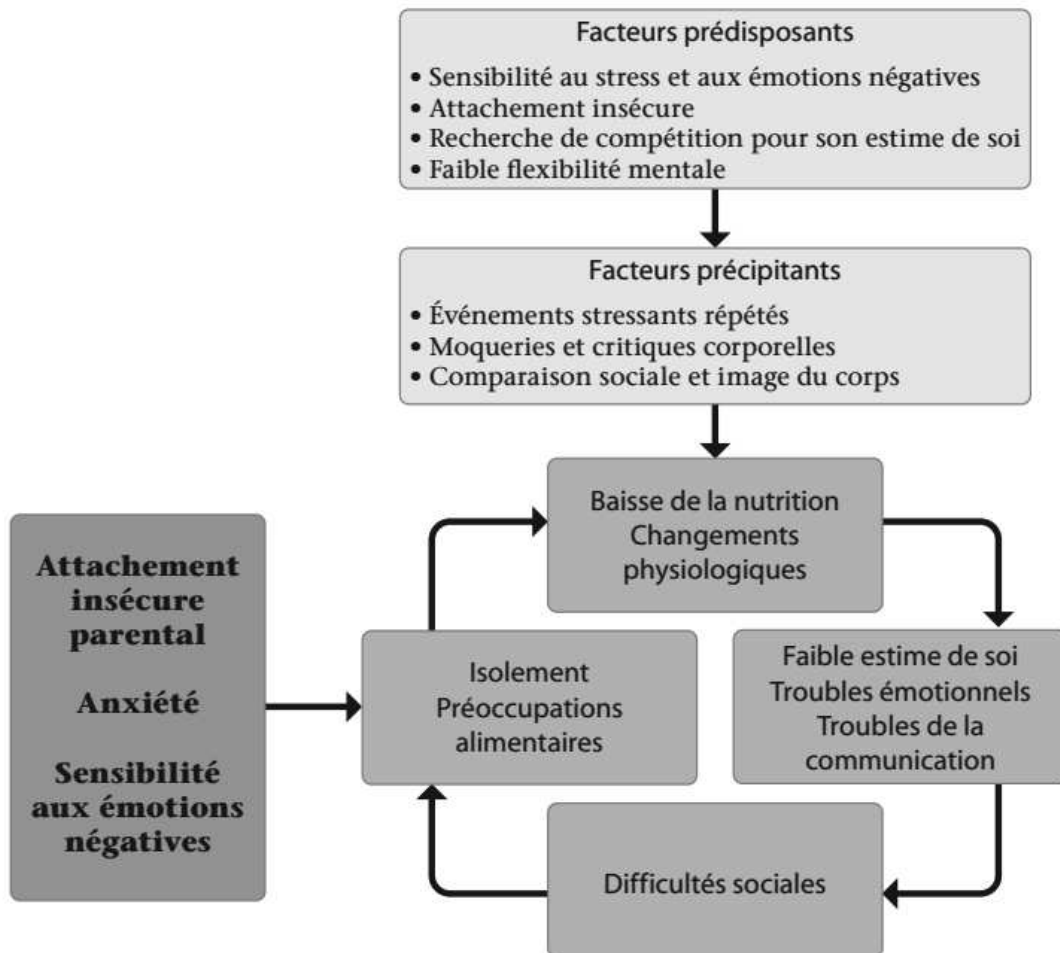 Facteurs prédisposants
• Sensibilité au stress et aux émotions négatives
• Attachement insécure
• Recherche de compétition pour son estime de soi
• Faible flexibilité mentale
Facteurs précipitants
• Événements stressants répétés
• Moqueries et critiques corporelles
• Comparaison sociale et image du corps
Baisse de la nutrition
Changements
physiologiques
Attachement
insécure
parental
Anxiété
Sensibilité
aux émotions
négatives
Isolement
Préoccupations
alimentaires
Faible estime de soi
Troubles émotionnels
Troubles de la
communication
Difficultés sociales